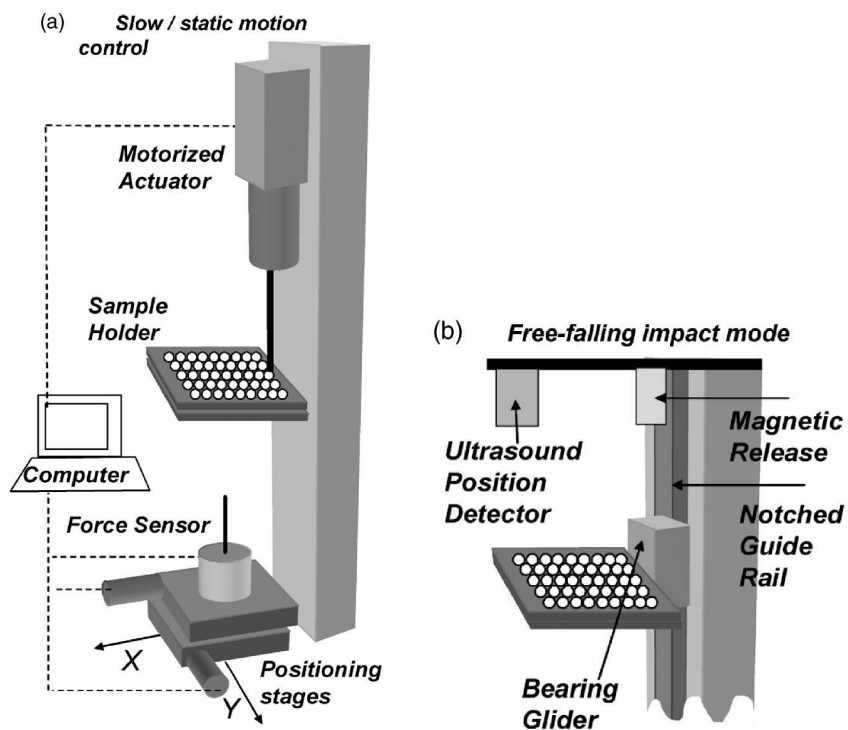 (a) Slow / static motion
control
Motorized
Actuator
Sample
Holder
Computer
Force Sensor
X
Y
Positioning
stages
(b) Free-falling impact mode
Ultrasound
Position
Detector
Magnetic
Release
Notched
Guide
Rail
Bearing
Glider